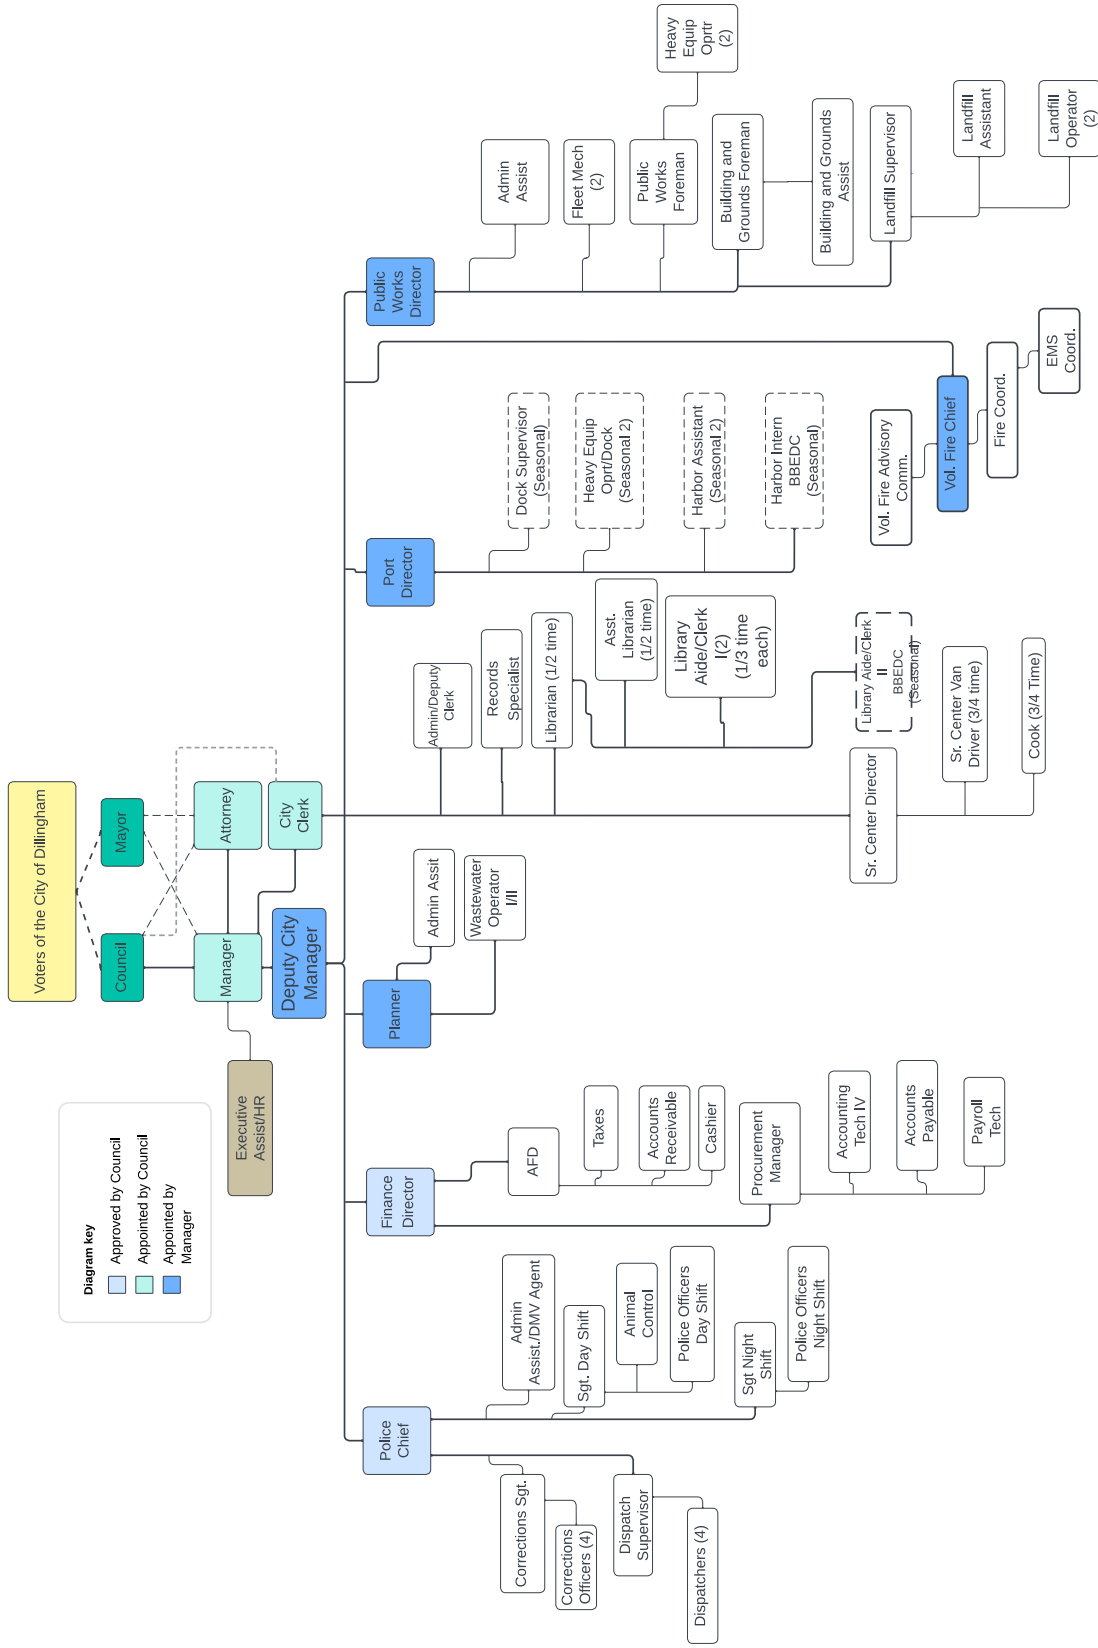 Voters of the City of Dillingham
Council
Mayor
Manager
Attorney
City
Clerk
Deputy City
Manager
Executive
Assist/HR
Diagram key
Approved by Council
Appointed by Council
Appointed by
Manager
Police
Chief
Finance
Director
Planner
Port
Director
Public
Works
Director
Corrections Sgt.
Corrections
Officers (4)
Dispatch
Supervisor
Dispatchers (4)
Admin
Assist./DMV Agent
Sgt. Day Shift
Animal
Control
Police Officers
Day Shift
Sgt Night
Shift
Police Officers
Night Shift
AFD
Taxes
Accounts
Receivable
Cashier
Procurement
Manager
Accounting
Tech IV
Accounts
Payable
Payroll
Tech
Admin Assit
Wastewater
Operator
I/II
Admin/Deputy
Clerk
Records
Specialist
Librarian (1/2 time)
Asst.
Librarian
(1/2 time)
Library
Aide/Clerk
I(2)
(1/3 time
each)
Library Aide/Clerk
II
BBEDC
(Seasonal)
Sr. Center Director
Sr. Center Van
Driver (3/4 time)
Cook (3/4 Time)
Dock Supervisor
(Seasonal)
Heavy Equip
Oprt/Dock
(Seasonal 2)
Harbor Assistant
(Seasonal 2)
Harbor Intern
BBEDC
(Seasonal)
Vol. Fire Advisory
Comm.
Vol. Fire Chief
Fire Coord.
EMS
Coord.
Admin
Assist
Fleet Mech
(2)
Public
Works
Foreman
Heavy
Equip
Oprtr
(2)
Building and
Grounds Foreman
Building and Grounds
Assist
Landfill Supervisor
Landfill
Assistant
Landfill
Operator
(2)